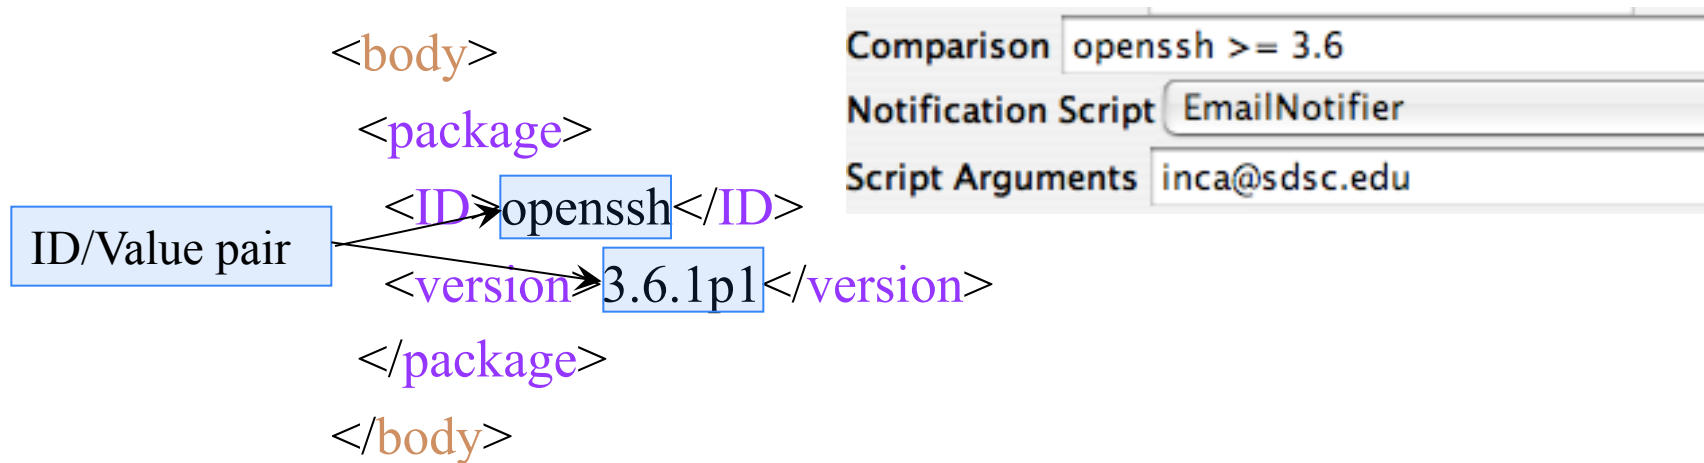 <body>
<package>
<ID>openssh</ID>
ID/Value pair
<version>3.6.1p1</version>
</package>
</body>
Comparison openssh >= 3.6
Notification Script EmailNotifier
Script Arguments inca@sdsc.edu